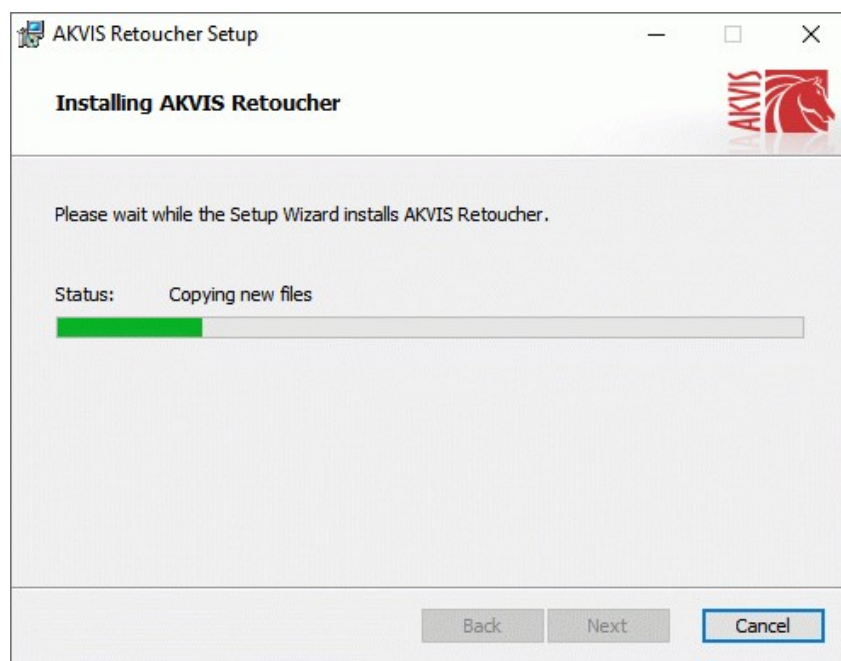 AKVIS Retoucher Setup
Installing AKVIS Retoucher
AKVIS
Please wait while the Setup Wizard installs AKVIS Retoucher.
Status: Copying new files
Back Next Cancel